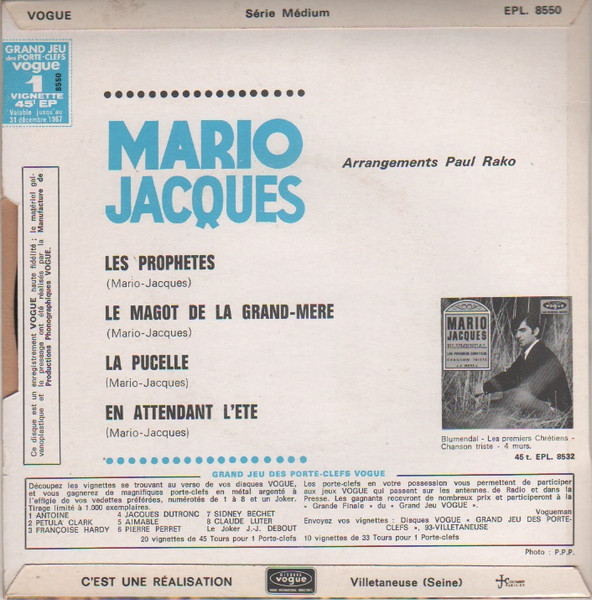 VOGUE
Série Médium
EPL. 8550
GRAND JEU
des PORTE-CLEFS
vogue
1
8550
VIGNETTE
45t EP
Valable jusqu'au
31 décembre 1967
MARIO
JACQUES
Arrangements Paul Rako
LES PROPHETES
(Mario-Jacques)
LE MAGOT DE LA GRAND-MERE
(Mario-Jacques)
LA PUCELLE
(Mario-Jacques)
EN ATTENDANT L'ETE
(Mario-Jacques)
Ce disque est un enregistrement VOGUE haute fidélité : le matériel gal-
vanoplastique et le pressage ont été réalisés par la Manufacture de
Productions Phonographiques VOGUE.
vogue
MARIO
JACQUES
BLUMENDAL
LES PREMIERS CHRETIENS
CHANSON TRISTE
Blumendal - Les premiers Chrétiens -
Chanson triste - 4 murs.
45 t. EPL. 8532
GRAND JEU DES PORTE-CLEFS VOGUE
Découpez les vignettes se trouvant au verso de vos disques VOGUE,
et vous gagnerez de magnifiques porte-clefs en métal argenté à
l'effigie de vos vedettes préférées, numérotées de 1 à 8 et un Joker.
Tirage limité à 1.000 exemplaires.
1 ANTOINE 4 JACQUES DUTRONC 7 SIDNEY BECHET
2 PETULA CLARK 5 AIMABLE 8 CLAUDE LUTER
3 FRANÇOISE HARDY 6 PIERRE PERRET Le Joker J.-J. DEBOUT
20 vignettes de 45 Tours pour 1 Porte-clefs
Les porte-clefs en votre possession vous permettent de participer
aux jeux VOGUE qui passent sur les antennes de Radio et dans la
Presse. Les gagnants recevront de nombreux prix et participeront à la
« Grande Finale » du « Grand Jeu VOGUE ».
Vogueman
Envoyez vos vignettes : Disques VOGUE « GRAND JEU DES PORTE-
CLEFS », 93-VILLETANEUSE
10 vignettes de 33 Tours pour 1 Porte-clefs
Photo : P.P.P.
C'EST UNE RÉALISATION
DISQUES
vogue
Villetaneuse (Seine)